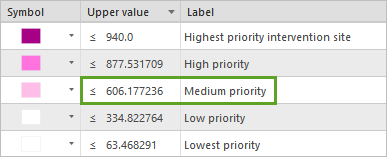 Symbol Upper value Label
≤ 940.0 Highest priority intervention site
≤ 877.531709 High priority
≤ 606.177236 Medium priority
≤ 334.822764 Low priority
≤ 63.468291 Lowest priority